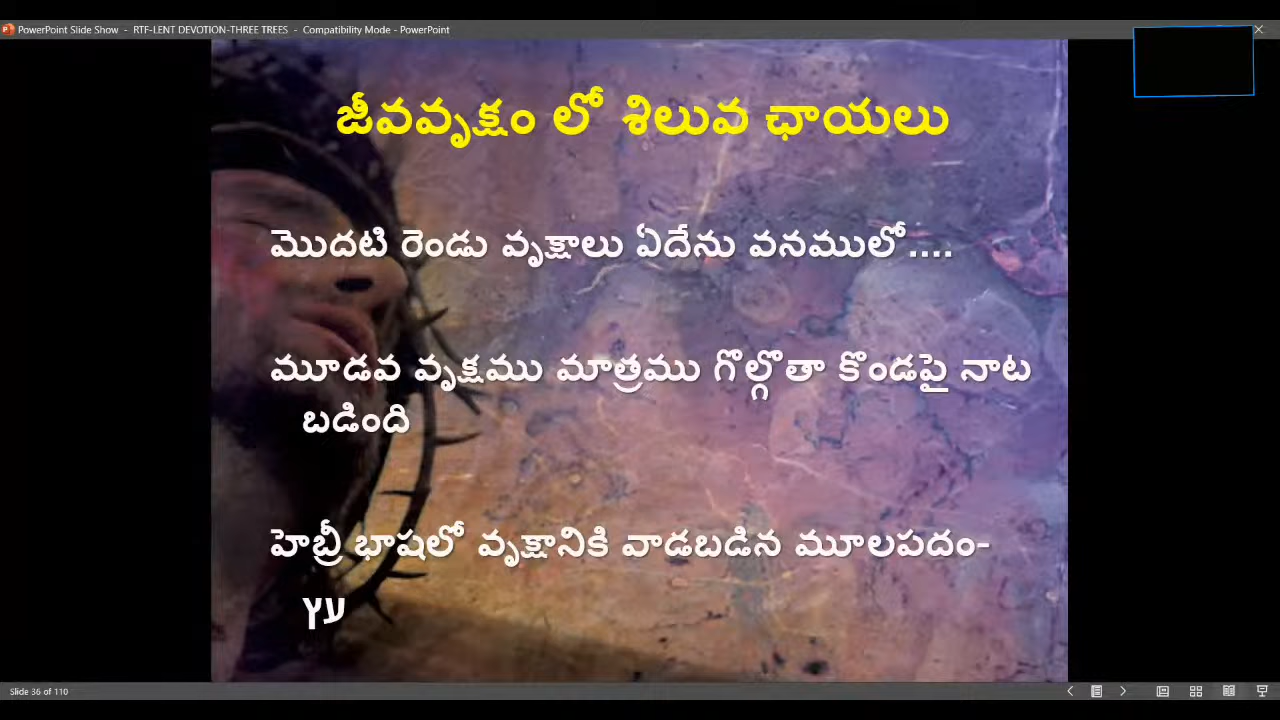 PowerPoint Slide Show - RTF-LENT DEVOTION-THREE TREES - Compatibility Mode - PowerPoint
జీవవృక్షం లో శిలువ ఛాయలు
మొదటి రెండు వృక్షాలు ఏదేను వనములో....
మూడవ వృక్షము మాత్రము గొల్గొతా కొండపై నాట
బడింది
హెబ్రీ భాషలో వృక్షానికి వాడబడిన మూలపదం-
עץ
Slide 36 of 110